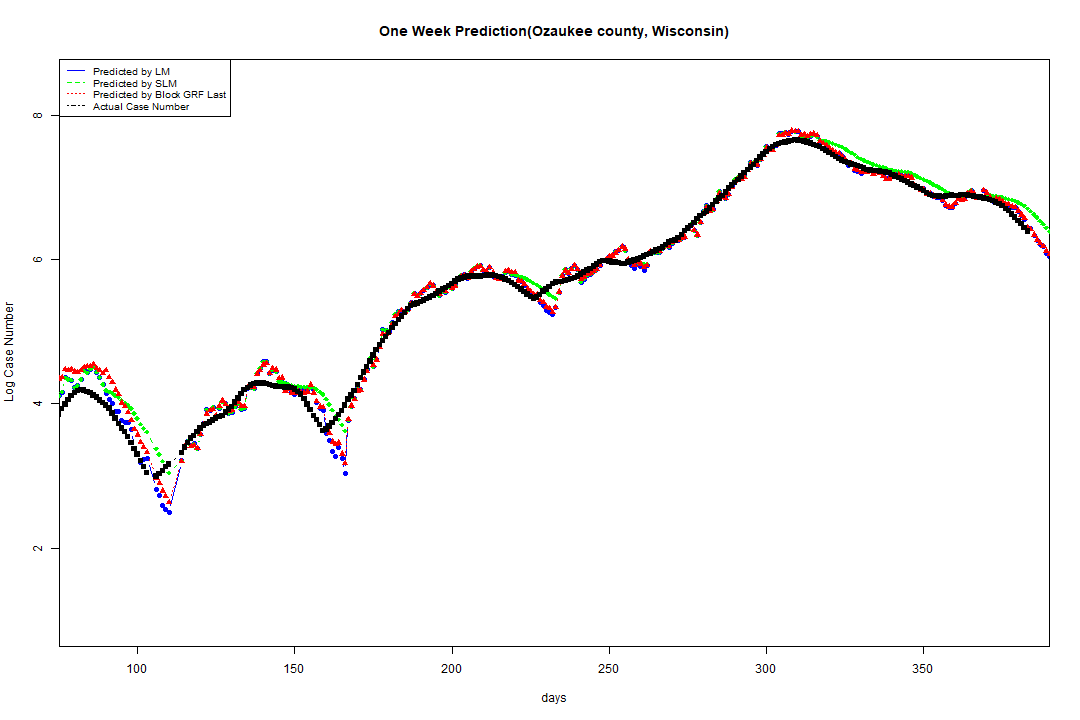 One Week Prediction(Ozaukee county, Wisconsin)
Predicted by LM
Predicted by SLM
Predicted by Block GRF Last
Actual Case Number
8
6
4
2
Log Case Number
100 150 200 250 300 350
days